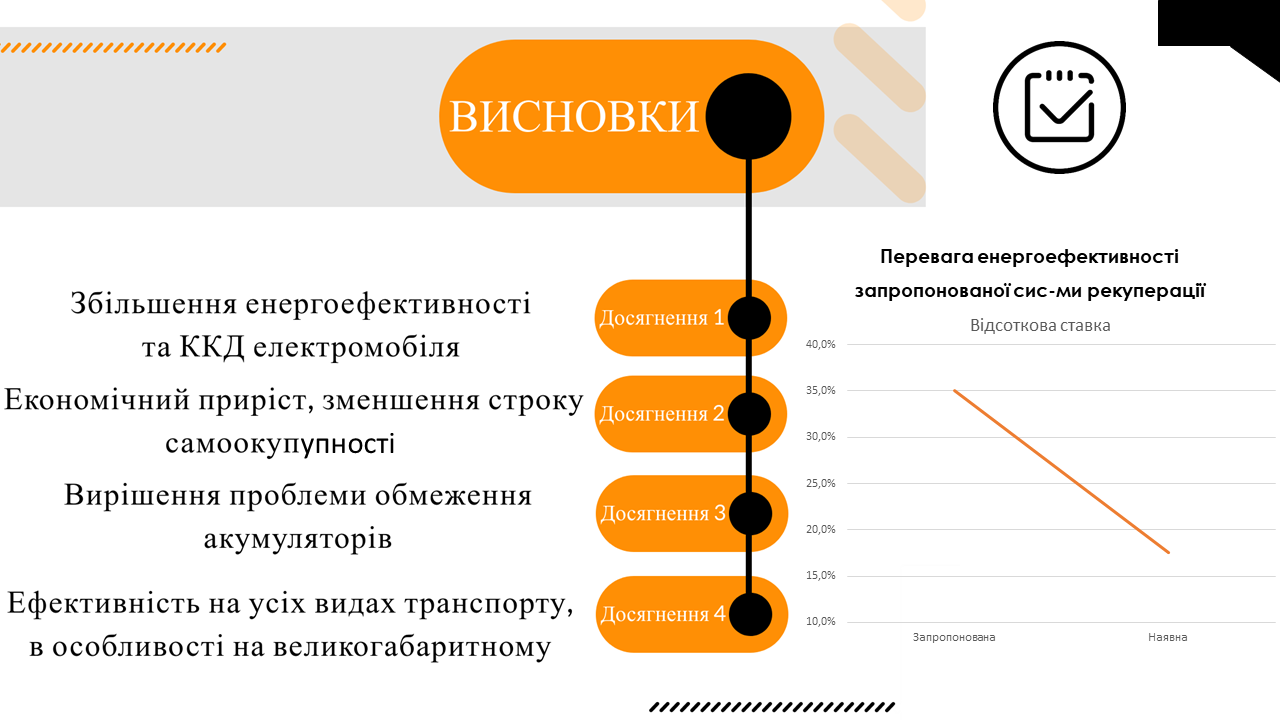 ВИСНОВКИ
Збільшення енергоефективності
та ККД електромобіля
Досягнення 1
Економічний приріст, зменшення строку
самоокупупності
Досягнення 2
Вирішення проблеми обмеження
акумуляторів
Досягнення 3
Ефективність на усіх видах транспорту,
в особливості на великогабаритному
Досягнення 4
Перевага енергоефективності
запропонованої сис-ми рекуперації
Відсоткова ставка
40,0%
35,0%
30,0%
25,0%
20,0%
15,0%
10,0%
Запропонована
Наявна